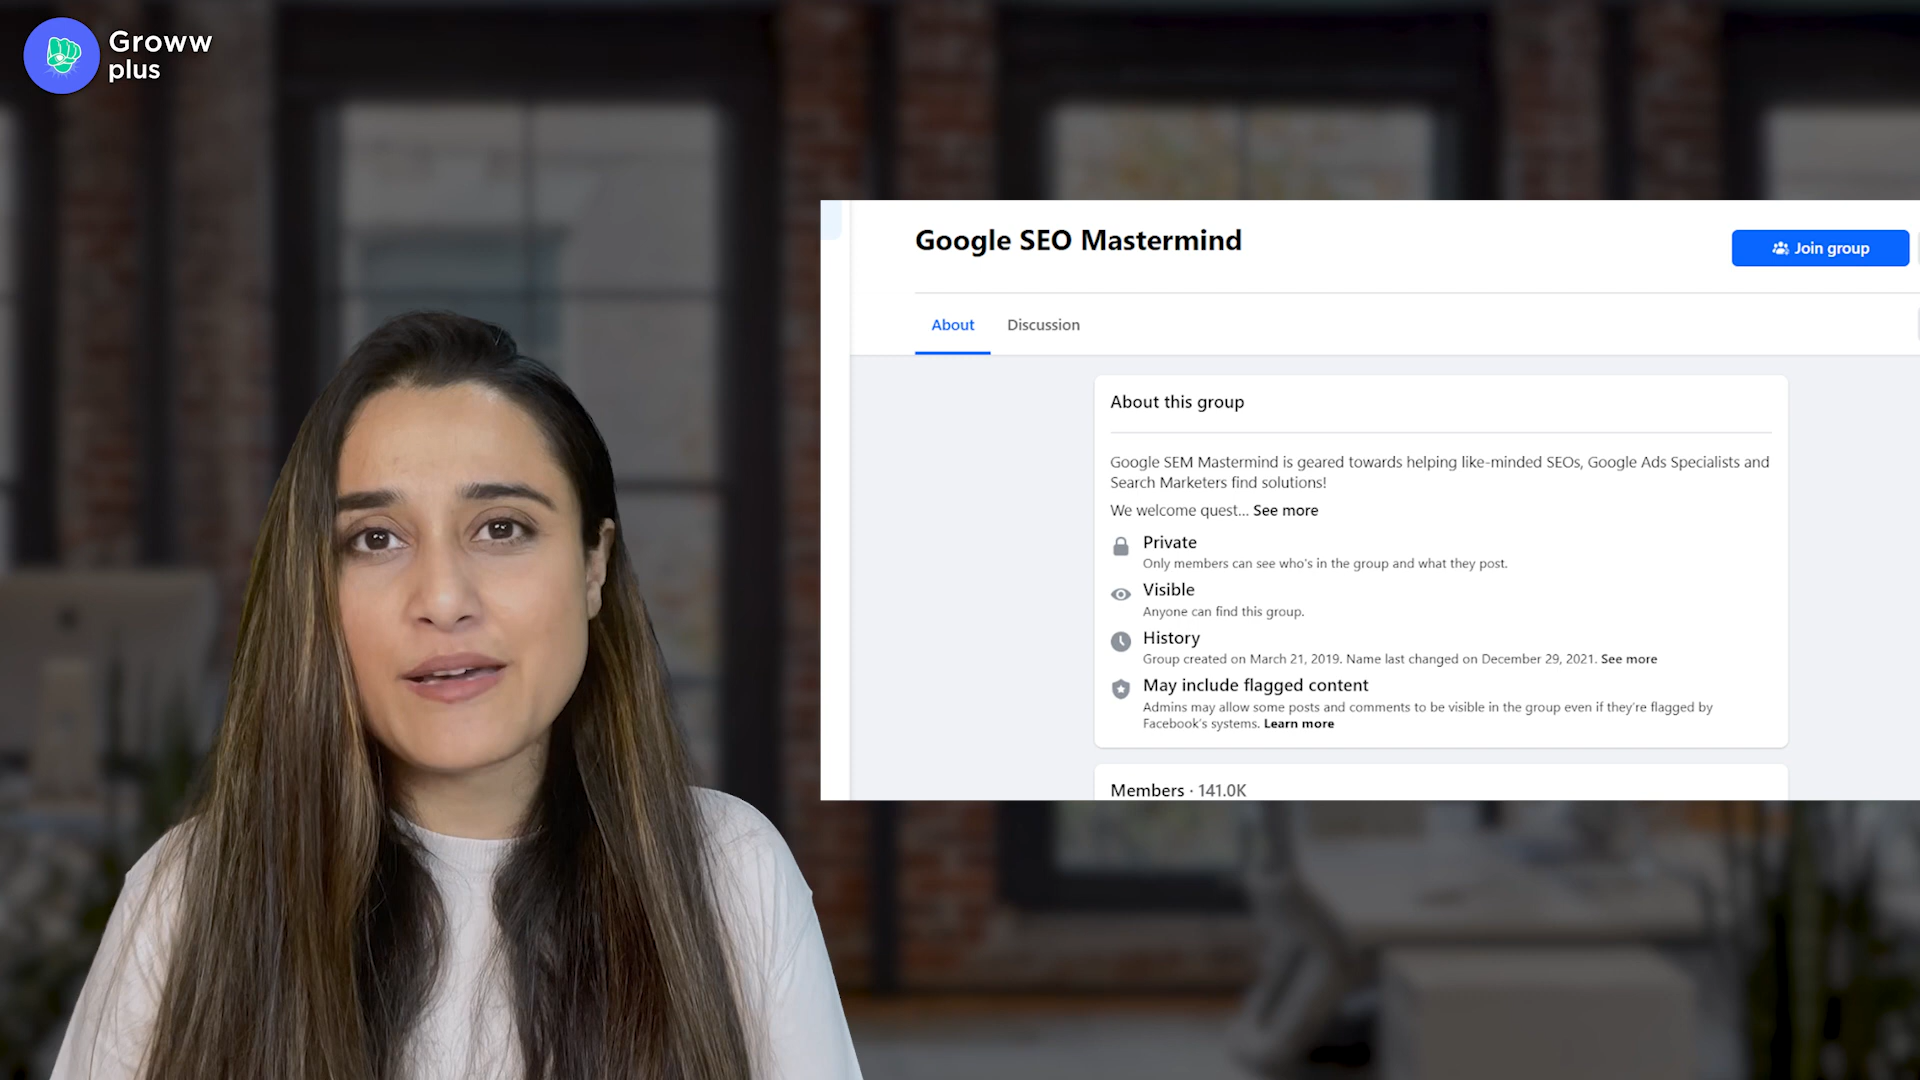 Groww
plus
Google SEO Mastermind
Join group
About
Discussion
About this group
Google SEM Mastermind is geared towards helping like-minded SEOs, Google Ads Specialists and
Search Marketers find solutions!
We welcome quest... See more
Private
Only members can see who's in the group and what they post.
Visible
Anyone can find this group.
History
Group created on March 21, 2019. Name last changed on December 29, 2021. See more
May include flagged content
Admins may allow some posts and comments to be visible in the group even if they're flagged by
Facebook's systems. Learn more
Members · 141.0K